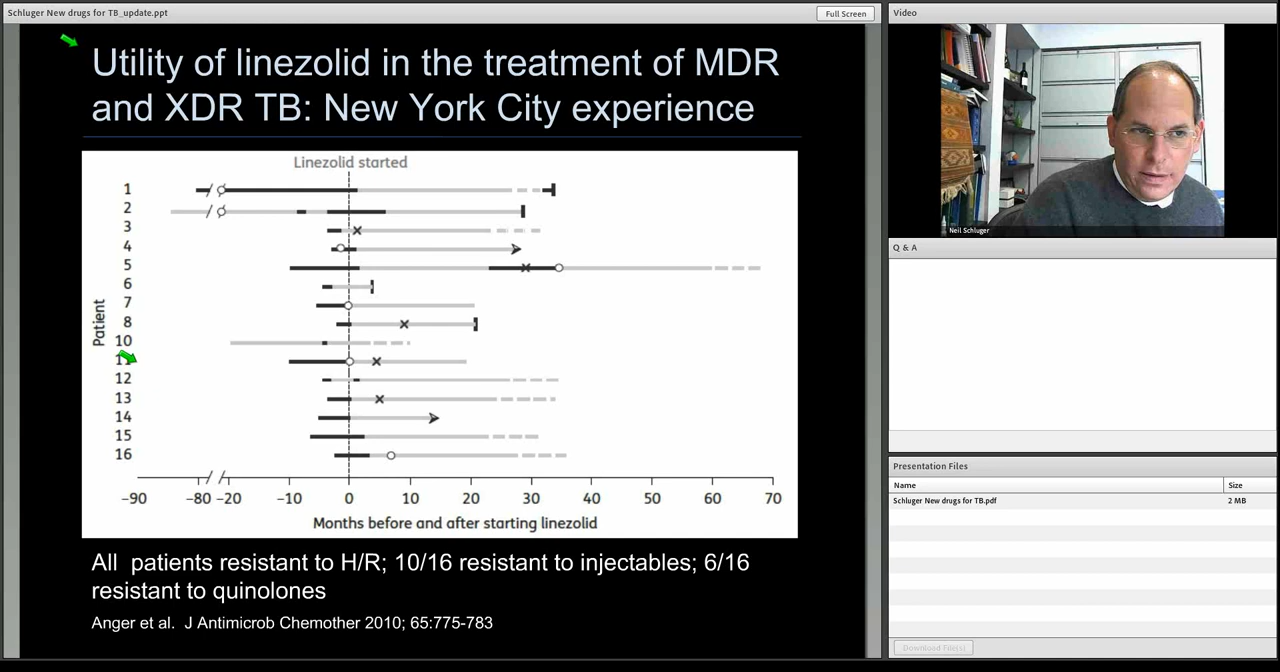 Schluger New drugs for TB_update.ppt
Full Screen
Utility of linezolid in the treatment of MDR
and XDR TB: New York City experience
Linezolid started
Patient
1
2
3
4
5
6
7
8
10
11
12
13
14
15
16
−90 −80 −20 −10 0 10 20 30 40 50 60 70
Months before and after starting linezolid
All patients resistant to H/R; 10/16 resistant to injectables; 6/16
resistant to quinolones
Anger et al. J Antimicrob Chemother 2010; 65:775-783
Video
Neil Schluger
Q & A
Presentation Files
Name Size
Schluger New drugs for TB.pdf 2 MB
Download File(s)